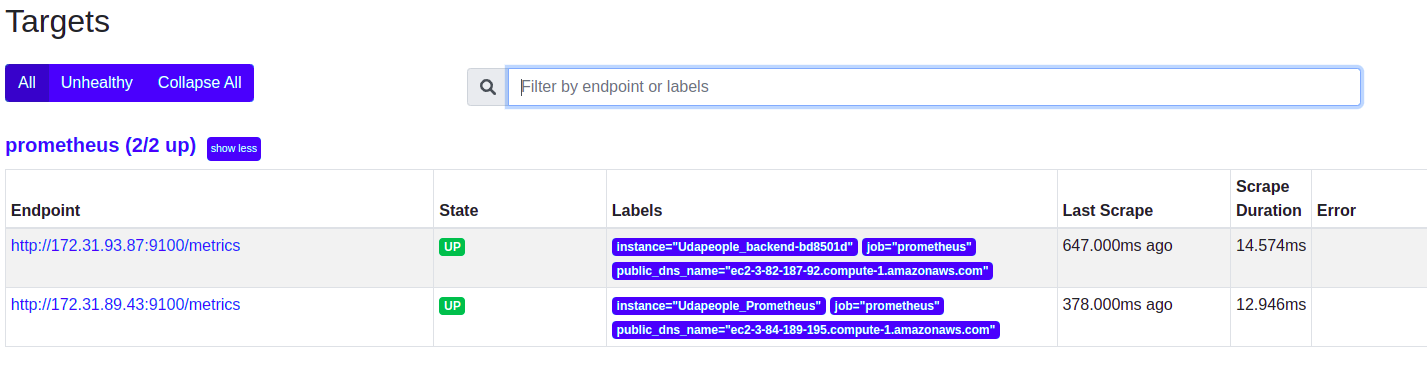 Targets
All Unhealthy Collapse All
Filter by endpoint or labels
prometheus (2/2 up) show less
Endpoint State Labels Last Scrape Scrape Duration Error
http://172.31.93.87:9100/metrics UP instance="Udapeople_backend-bd8501d" job="prometheus" 647.000ms ago 14.574ms
public_dns_name="ec2-3-82-187-92.compute-1.amazonaws.com"
http://172.31.89.43:9100/metrics UP instance="Udapeople_Prometheus" job="prometheus" 378.000ms ago 12.946ms
public_dns_name="ec2-3-84-189-195.compute-1.amazonaws.com"